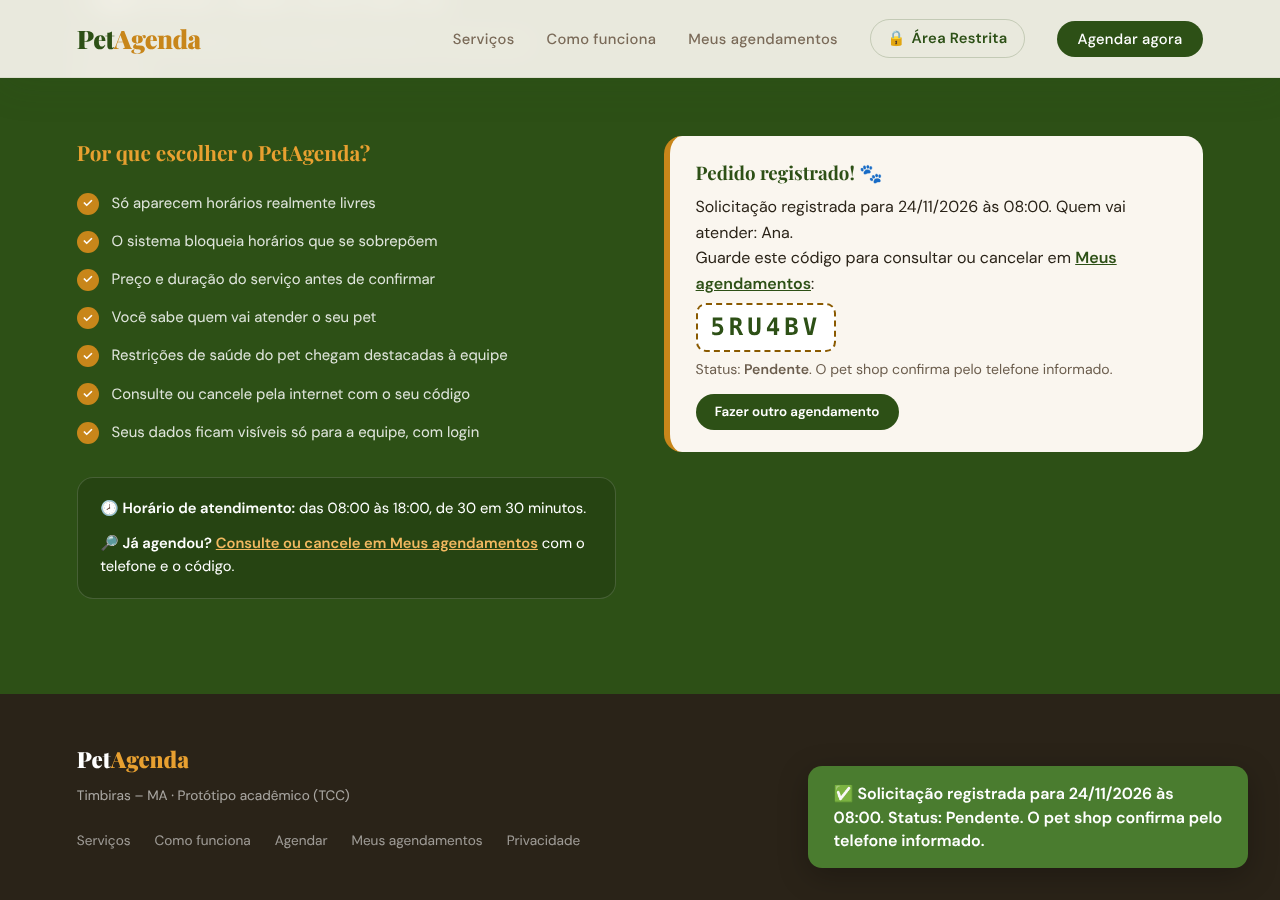 PetAgenda
Serviços
Como funciona
Meus agendamentos
🔒 Área Restrita
Agendar agora
Por que escolher o PetAgenda?
Só aparecem horários realmente livres
O sistema bloqueia horários que se sobrepõem
Preço e duração do serviço antes de confirmar
Você sabe quem vai atender o seu pet
Restrições de saúde do pet chegam destacadas à equipe
Consulte ou cancele pela internet com o seu código
Seus dados ficam visíveis só para a equipe, com login
🕗 Horário de atendimento: das 08:00 às 18:00, de 30 em 30 minutos.
🔎 Já agendou? Consulte ou cancele em Meus agendamentos com o
telefone e o código.
Pedido registrado! 🐾
Solicitação registrada para 24/11/2026 às 08:00. Quem vai
atender: Ana.
Guarde este código para consultar ou cancelar em Meus
agendamentos:
5RU4BV
Status: Pendente. O pet shop confirma pelo telefone informado.
Fazer outro agendamento
PetAgenda
Timbiras – MA · Protótipo acadêmico (TCC)
Serviços
Como funciona
Agendar
Meus agendamentos
Privacidade
✅ Solicitação registrada para 24/11/2026 às
08:00. Status: Pendente. O pet shop confirma pelo
telefone informado.